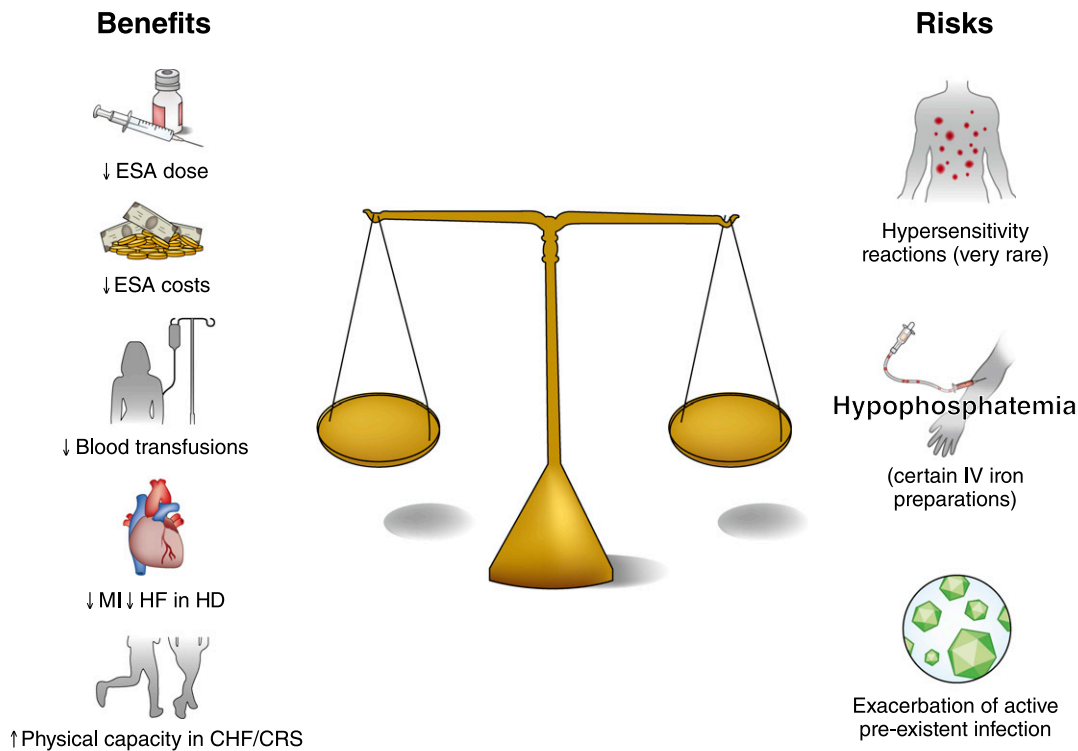 Benefits
↓ ESA dose
↓ ESA costs
↓ Blood transfusions
↓ MI ↓ HF in HD
↑ Physical capacity in CHF/CRS
Risks
Hypersensitivity
reactions (very rare)
Hypophosphatemia
(certain IV iron
preparations)
Exacerbation of active
pre-existent infection